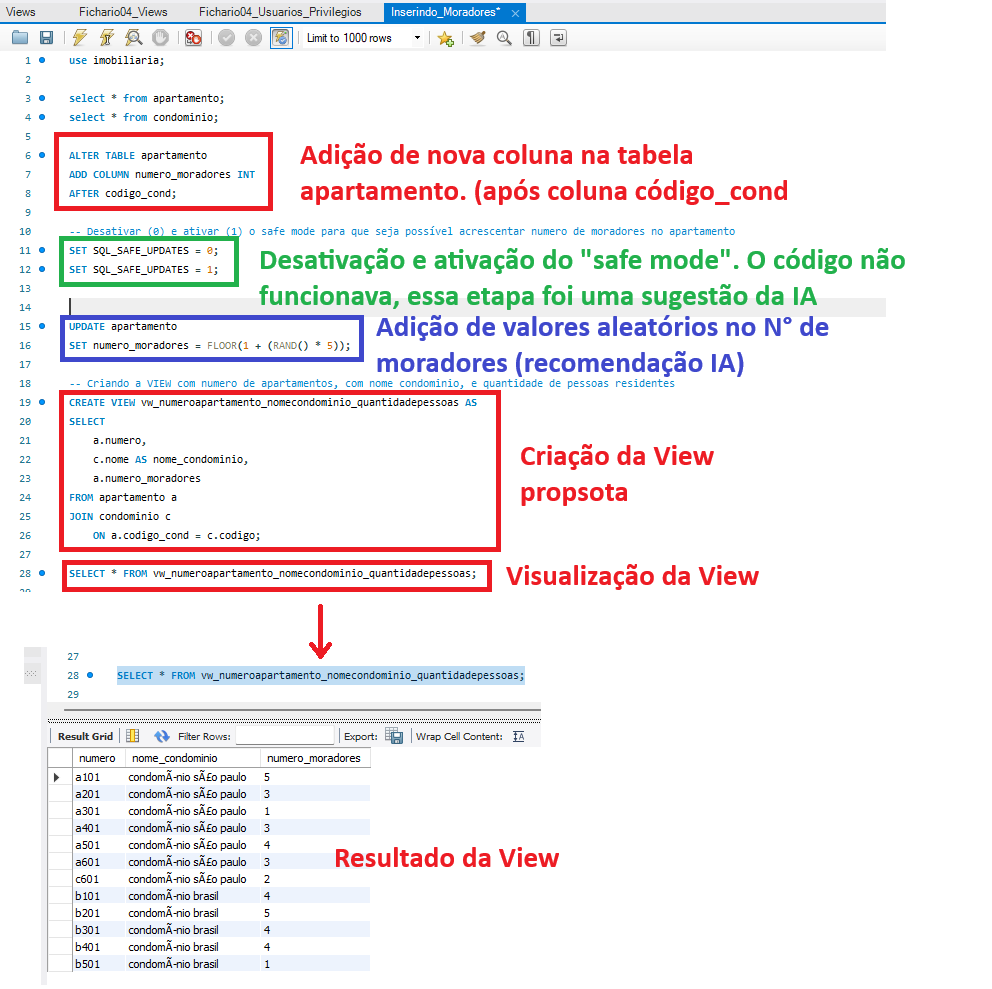 Views Fichario04_Views Fichario04_Usuarios_Privilegios Inserindo_Moradores* ×
Limit to 1000 rows
1 use imobiliaria;
2
3 select * from apartamento;
4 select * from condominio;
5
6 ALTER TABLE apartamento
7 ADD COLUMN numero_moradores INT
8 AFTER codigo_cond;
Adição de nova coluna na tabela
apartamento. (após coluna código_cond
9
10 -- Desativar (0) e ativar (1) o safe mode para que seja possível acrescentar numero de moradores no apartamento
11 SET SQL_SAFE_UPDATES = 0;
12 SET SQL_SAFE_UPDATES = 1;
Desativação e ativação do "safe mode". O código não
funcionava, essa etapa foi uma sugestão da IA
13
14
15 UPDATE apartamento
16 SET numero_moradores = FLOOR(1 + (RAND() * 5));
Adição de valores aleatórios no N° de
moradores (recomendação IA)
17
18 -- Criando a VIEW com numero de apartamentos, com nome condominio, e quantidade de pessoas residentes
19 CREATE VIEW vw_numeroapartamento_nomecondominio_quantidadepessoas AS
20 SELECT
21 a.numero,
22 c.nome AS nome_condominio,
23 a.numero_moradores
24 FROM apartamento a
25 JOIN condominio c
26 ON a.codigo_cond = c.codigo;
Criação da View
propsota
27
28 SELECT * FROM vw_numeroapartamento_nomecondominio_quantidadepessoas;
Visualização da View
29
27
28 SELECT * FROM vw_numeroapartamento_nomecondominio_quantidadepessoas;
29
Result Grid Filter Rows: Export: Wrap Cell Content: IA
numero nome_condominio numero_moradores
a101 condomÃ-nio sÃ£o paulo 5
a201 condomÃ-nio sÃ£o paulo 3
a301 condomÃ-nio sÃ£o paulo 1
a401 condomÃ-nio sÃ£o paulo 3
a501 condomÃ-nio sÃ£o paulo 4
a601 condomÃ-nio sÃ£o paulo 3
c601 condomÃ-nio sÃ£o paulo 2
b101 condomÃ-nio brasil 4
b201 condomÃ-nio brasil 5
b301 condomÃ-nio brasil 4
b401 condomÃ-nio brasil 4
b501 condomÃ-nio brasil 1
Resultado da View